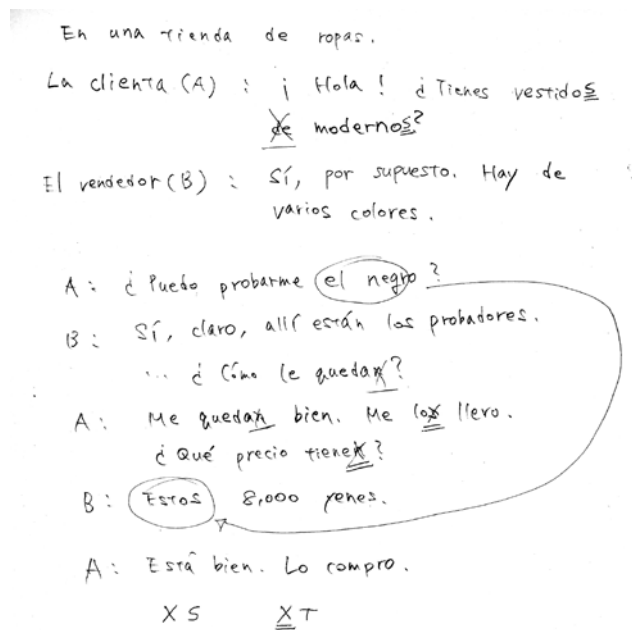 En una tienda de ropas.
La clienta (A) : ¡ Hola ! ¿ Tienes vestidos
de modernos?
El vendedor (B) : Sí, por supuesto. Hay de
varios colores.
A : ¿ Puedo probarme el negro ?
B : Sí, claro, allí están los probadores.
... ¿ Cómo le quedan ?
A : Me quedan bien. Me los llevo.
¿ Qué precio tienen ?
B : Estos 8,000 yenes.
A : Está bien. Lo compro.
X S X T